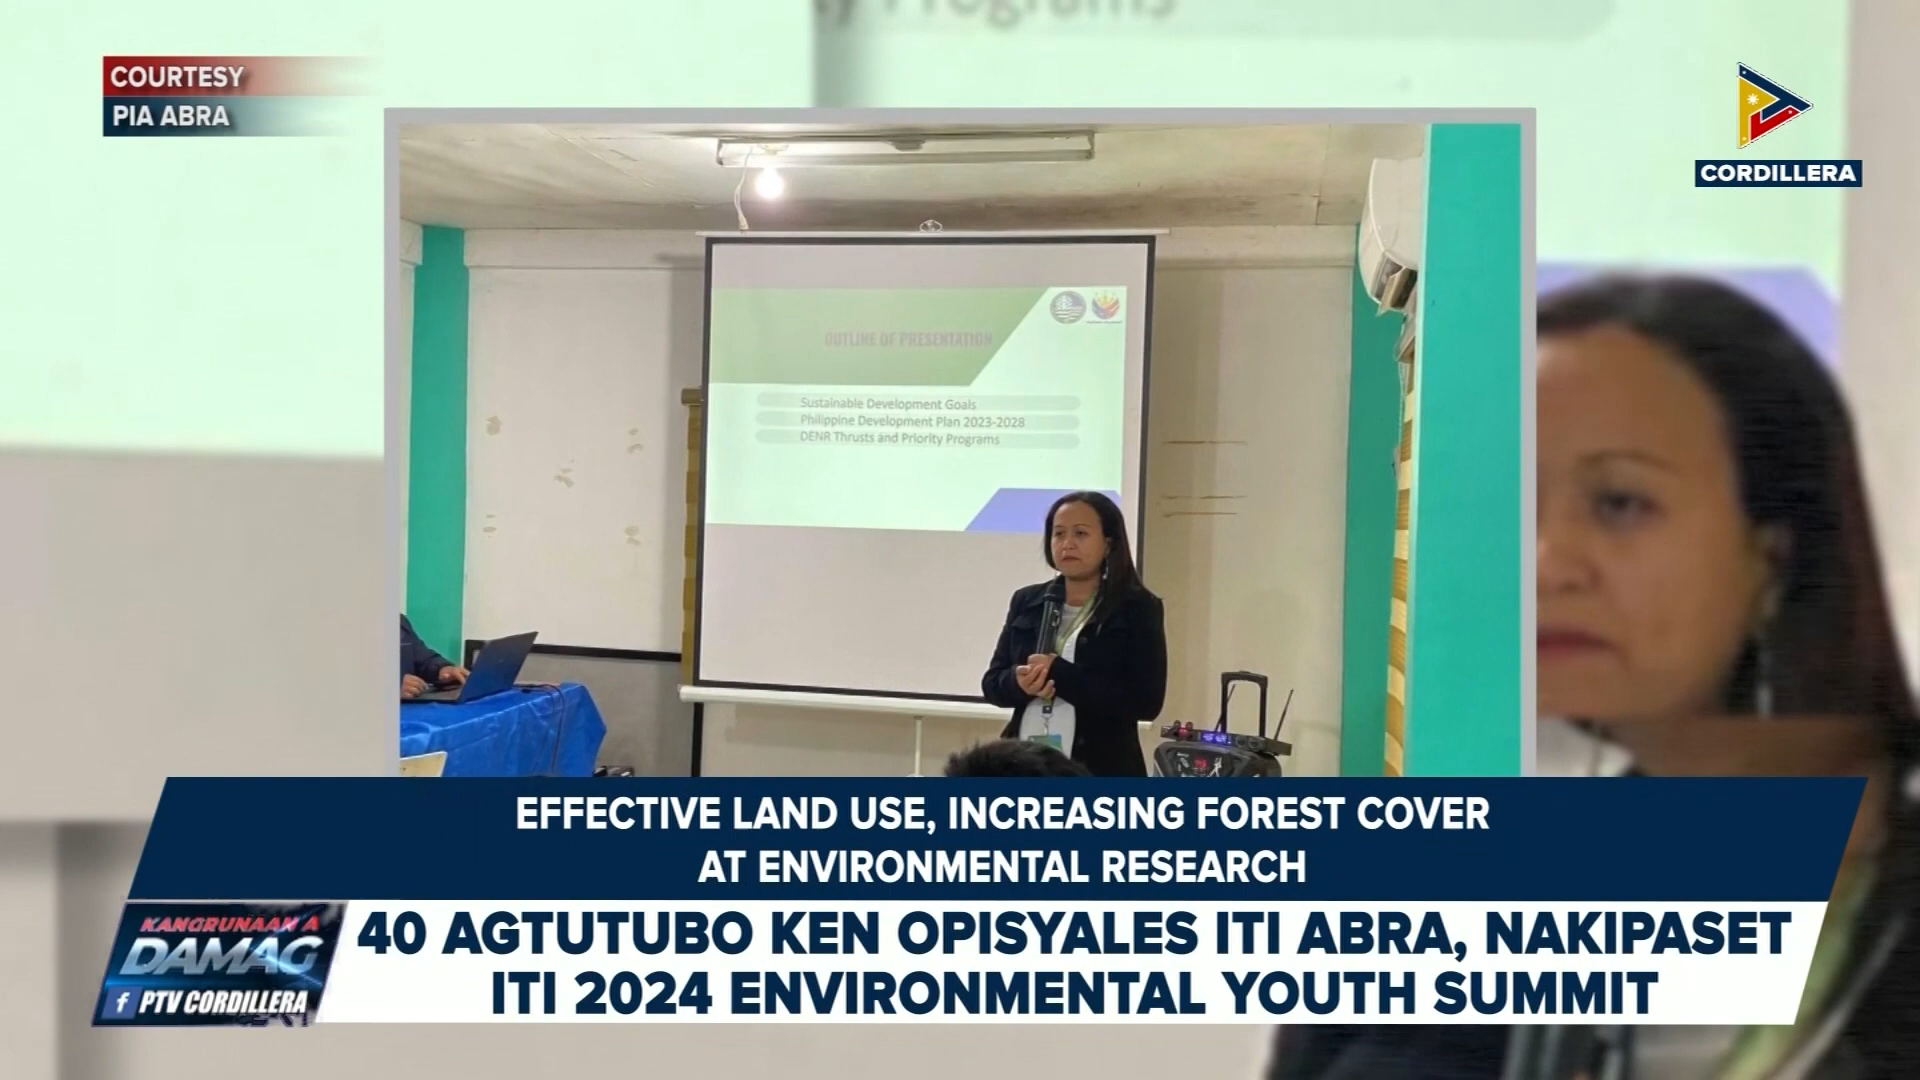 y Programs
COURTESY
PIA ABRA
CORDILLERA
OUTLINE OF PRESENTATION
Sustainable Development Goals
Philippine Development Plan 2023-2028
DENR Thrusts and Priority Programs
EFFECTIVE LAND USE, INCREASING FOREST COVER
AT ENVIRONMENTAL RESEARCH
KANGRUNAAN A
DAMAG
f PTV CORDILLERA
40 AGTUTUBO KEN OPISYALES ITI ABRA, NAKIPASET
ITI 2024 ENVIRONMENTAL YOUTH SUMMIT